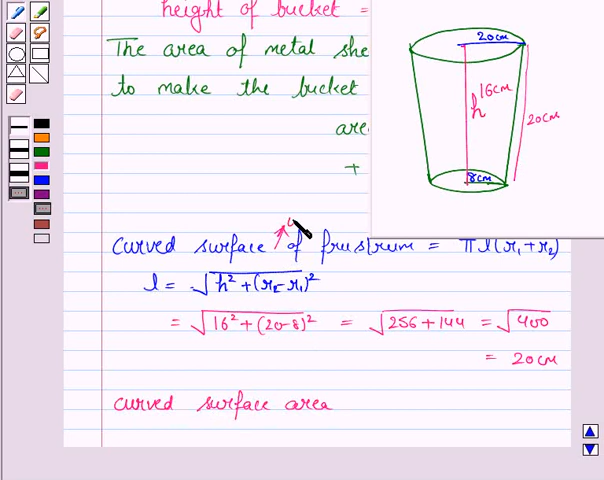 height of bucket =
The area of metal she
to make the bucket
are
+
20cm
16cm
h
20cm
8cm
curved surface of frustrum = πl(r₁+r₂)
l = √h²+(r₂-r₁)²
= √16²+(20-8)² = √256+144 = √400
= 20cm
curved surface area